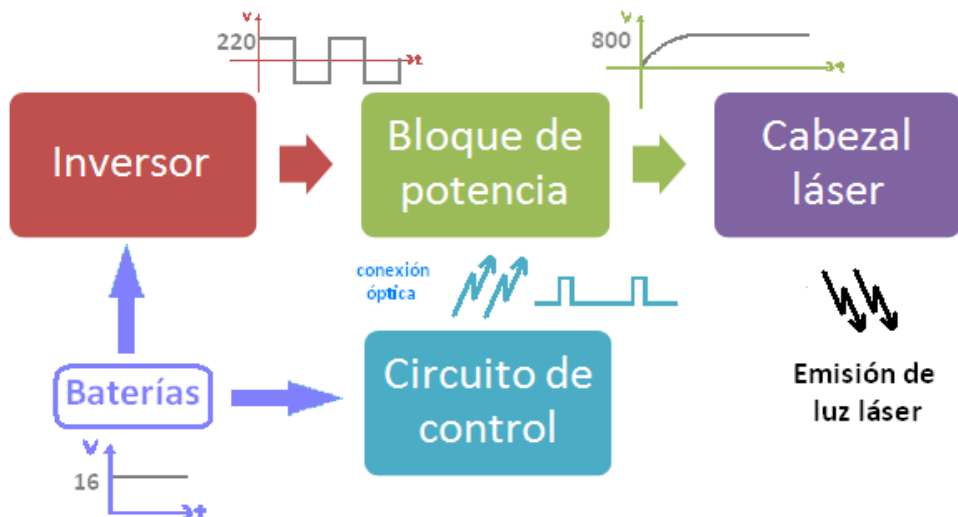 V
220
t
V
800
t
Inversor
Bloque de
potencia
Cabezal
láser
conexión
óptica
Baterías
Circuito de
control
Emisión de
luz láser
V
16
t